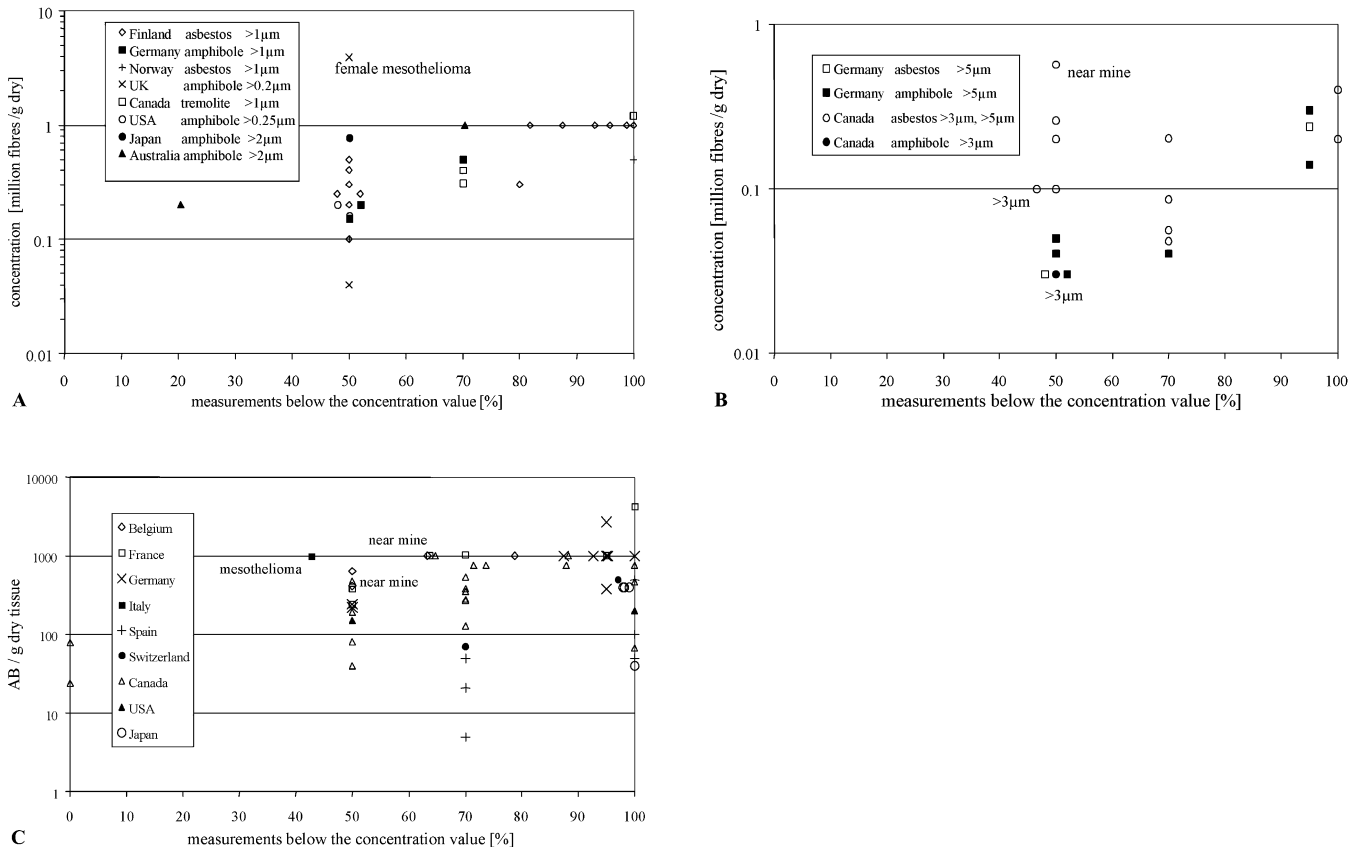 10
1
0.1
0.01
concentration [million fibres /g dry]
Finland asbestos >1µm
Germany amphibole >1µm
Norway asbestos >1µm
UK amphibole >0.2µm
Canada tremolite >1µm
USA amphibole >0.25µm
Japan amphibole >2µm
Australia amphibole >2µm
female mesothelioma
0 10 20 30 40 50 60 70 80 90 100
measurements below the concentration value [%]
A
1
0.1
0.01
concentration [million fibres /g dry]
Germany asbestos >5µm
Germany amphibole >5µm
Canada asbestos >3µm, >5µm
Canada amphibole >3µm
near mine
>3µm
>3µm
0 10 20 30 40 50 60 70 80 90 100
measurements below the concentration value [%]
B
10000
1000
100
10
1
AB / g dry tissue
Belgium
France
Germany
Italy
Spain
Switzerland
Canada
USA
Japan
near mine
mesothelioma
near mine
0 10 20 30 40 50 60 70 80 90 100
measurements below the concentration value [%]
C